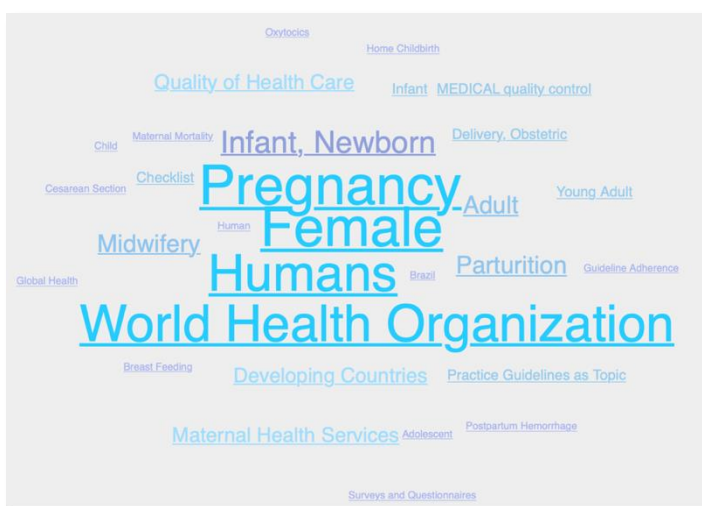 Oxytocics
Home Childbirth
Quality of Health Care
Infant
MEDICAL quality control
Maternal Mortality
Infant, Newborn
Delivery, Obstetric
Child
Checklist
Cesarean Section
Pregnancy
Adult
Young Adult
Human
Female
Midwifery
Parturition
Guideline Adherence
Global Health
Humans
Brazil
World Health Organization
Breast Feeding
Developing Countries
Practice Guidelines as Topic
Maternal Health Services
Adolescent
Postpartum Hemorrhage
Surveys and Questionnaires